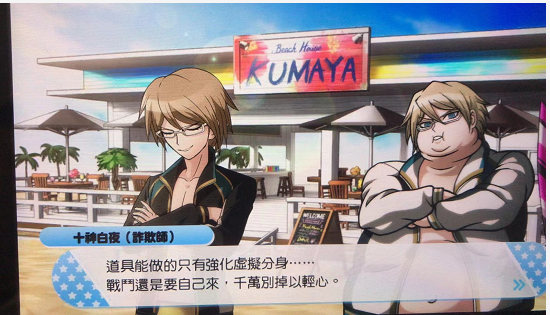 Beach House
KUMAYA
WELCOME
十神白夜（詐欺師）
道具能做的只有強化虛擬分身……
戰鬥還是要自己來，千萬別掉以輕心。